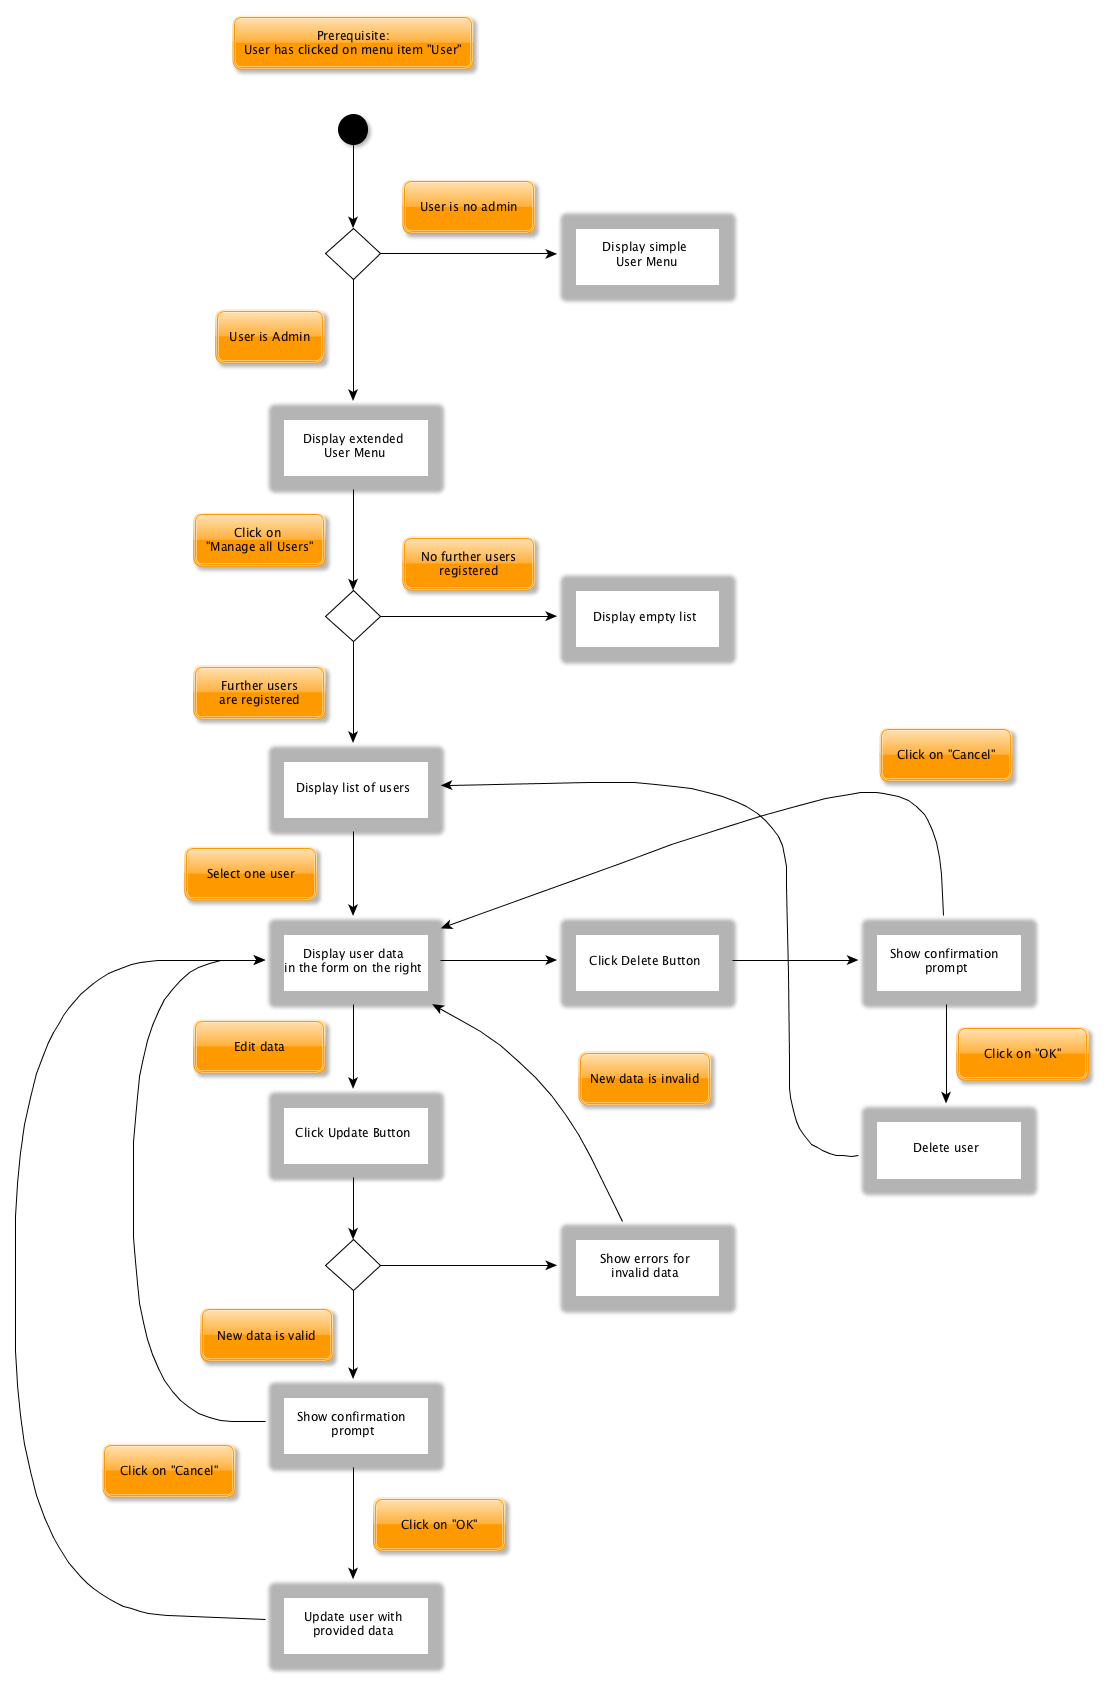 Prerequisite:
User has clicked on menu item "User"
User is no admin
Display simple
User Menu
User is Admin
Display extended
User Menu
Click on
"Manage all Users"
No further users
registered
Display empty list
Further users
are registered
Click on "Cancel"
Display list of users
Select one user
Display user data
in the form on the right
Click Delete Button
Show confirmation
prompt
Edit data
New data is invalid
Click on "OK"
Click Update Button
Delete user
Show errors for
invalid data
New data is valid
Show confirmation
prompt
Click on "Cancel"
Click on "OK"
Update user with
provided data